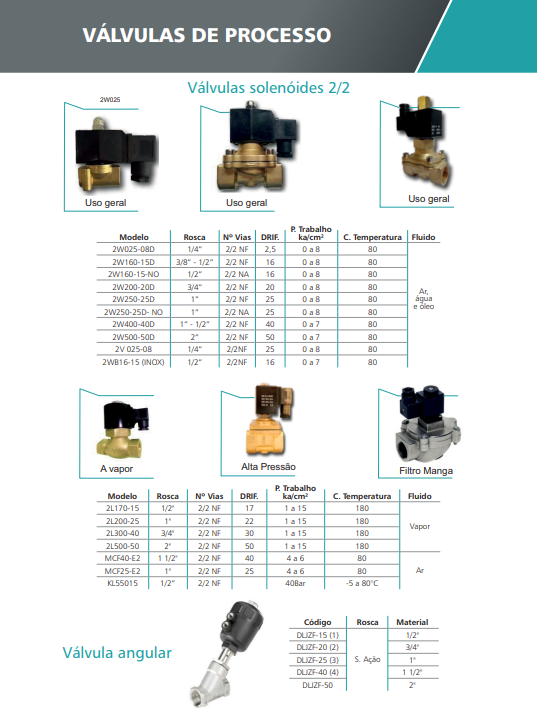 VÁLVULAS DE PROCESSO
Válvulas solenóides 2/2
2W025
Uso geral
Uso geral
Uso geral
Modelo Rosca Nº Vias DRIF. P. Trabalho ka/cm² C. Temperatura Fluido
2W025-08D 1/4" 2/2 NF 2,5 0 a 8 80
2W160-15D 3/8" - 1/2" 2/2 NF 16 0 a 8 80
2W160-15-NO 1/2" 2/2 NA 16 0 a 8 80
2W200-20D 3/4" 2/2 NF 20 0 a 8 80
2W250-25D 1" 2/2 NF 25 0 a 8 80
2W250-25D- NO 1" 2/2 NA 25 0 a 8 80
2W400-40D 1" - 1/2" 2/2 NF 40 0 a 7 80
2W500-50D 2" 2/2 NF 50 0 a 7 80
2V 025-08 1/4" 2/2NF 25 0 a 8 80
2WB16-15 (INOX) 1/2" 2/2NF 16 0 a 7 80
Ar,
água
e óleo
A vapor
Alta Pressão
Filtro Manga
Modelo Rosca Nº Vias DRIF. P. Trabalho ka/cm² C. Temperatura Fluido
2L170-15 1/2" 2/2 NF 17 1 a 15 180
2L200-25 1" 2/2 NF 22 1 a 15 180
2L300-40 3/4" 2/2 NF 30 1 a 15 180
2L500-50 2" 2/2 NF 50 1 a 15 180
Vapor
MCF40-E2 1 1/2" 2/2 NF 40 4 a 6 80
MCF25-E2 1" 2/2 NF 25 4 a 6 80
KL55015 1/2" 2/2 NF 40Bar -5 a 80°C
Ar
Válvula angular
Código Rosca Material
DLJZF-15 (1) 1/2"
DLJZF-20 (2) 3/4"
DLJZF-25 (3) 1"
DLJZF-40 (4) 1 1/2"
DLJZF-50 2"
S. Ação